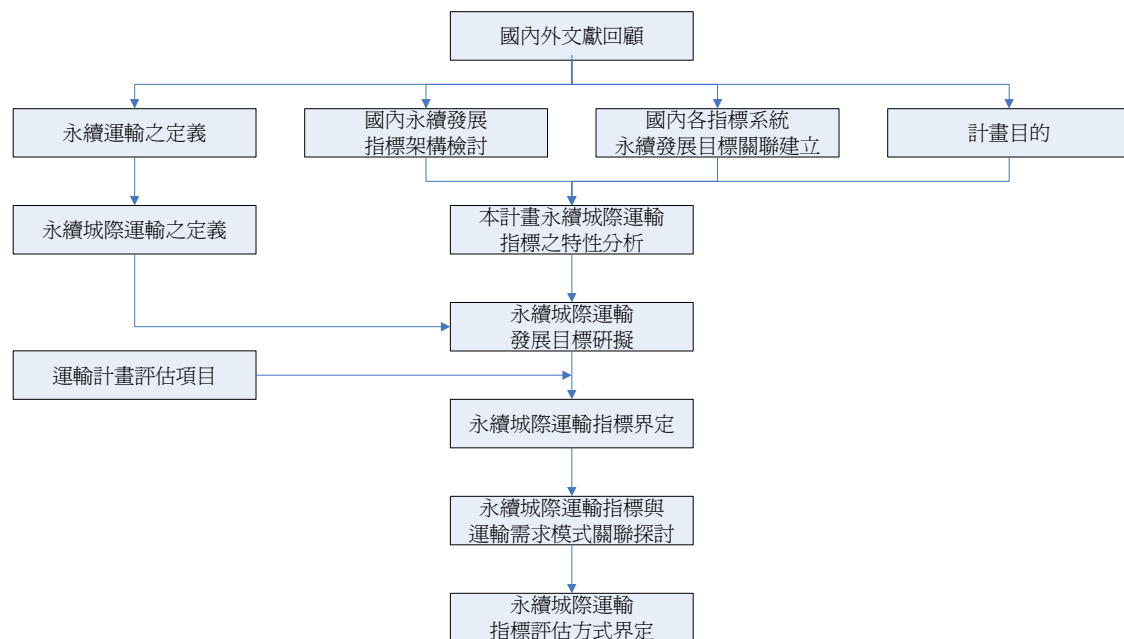 國內外文獻回顧
永續運輸之定義
國內永續發展
指標架構檢討
國內各指標系統
永續發展目標關聯建立
計畫目的
永續城際運輸之定義
本計畫永續城際運輸
指標之特性分析
永續城際運輸
發展目標研擬
運輸計畫評估項目
永續城際運輸指標界定
永續城際運輸指標與
運輸需求模式關聯探討
永續城際運輸
指標評估方式界定